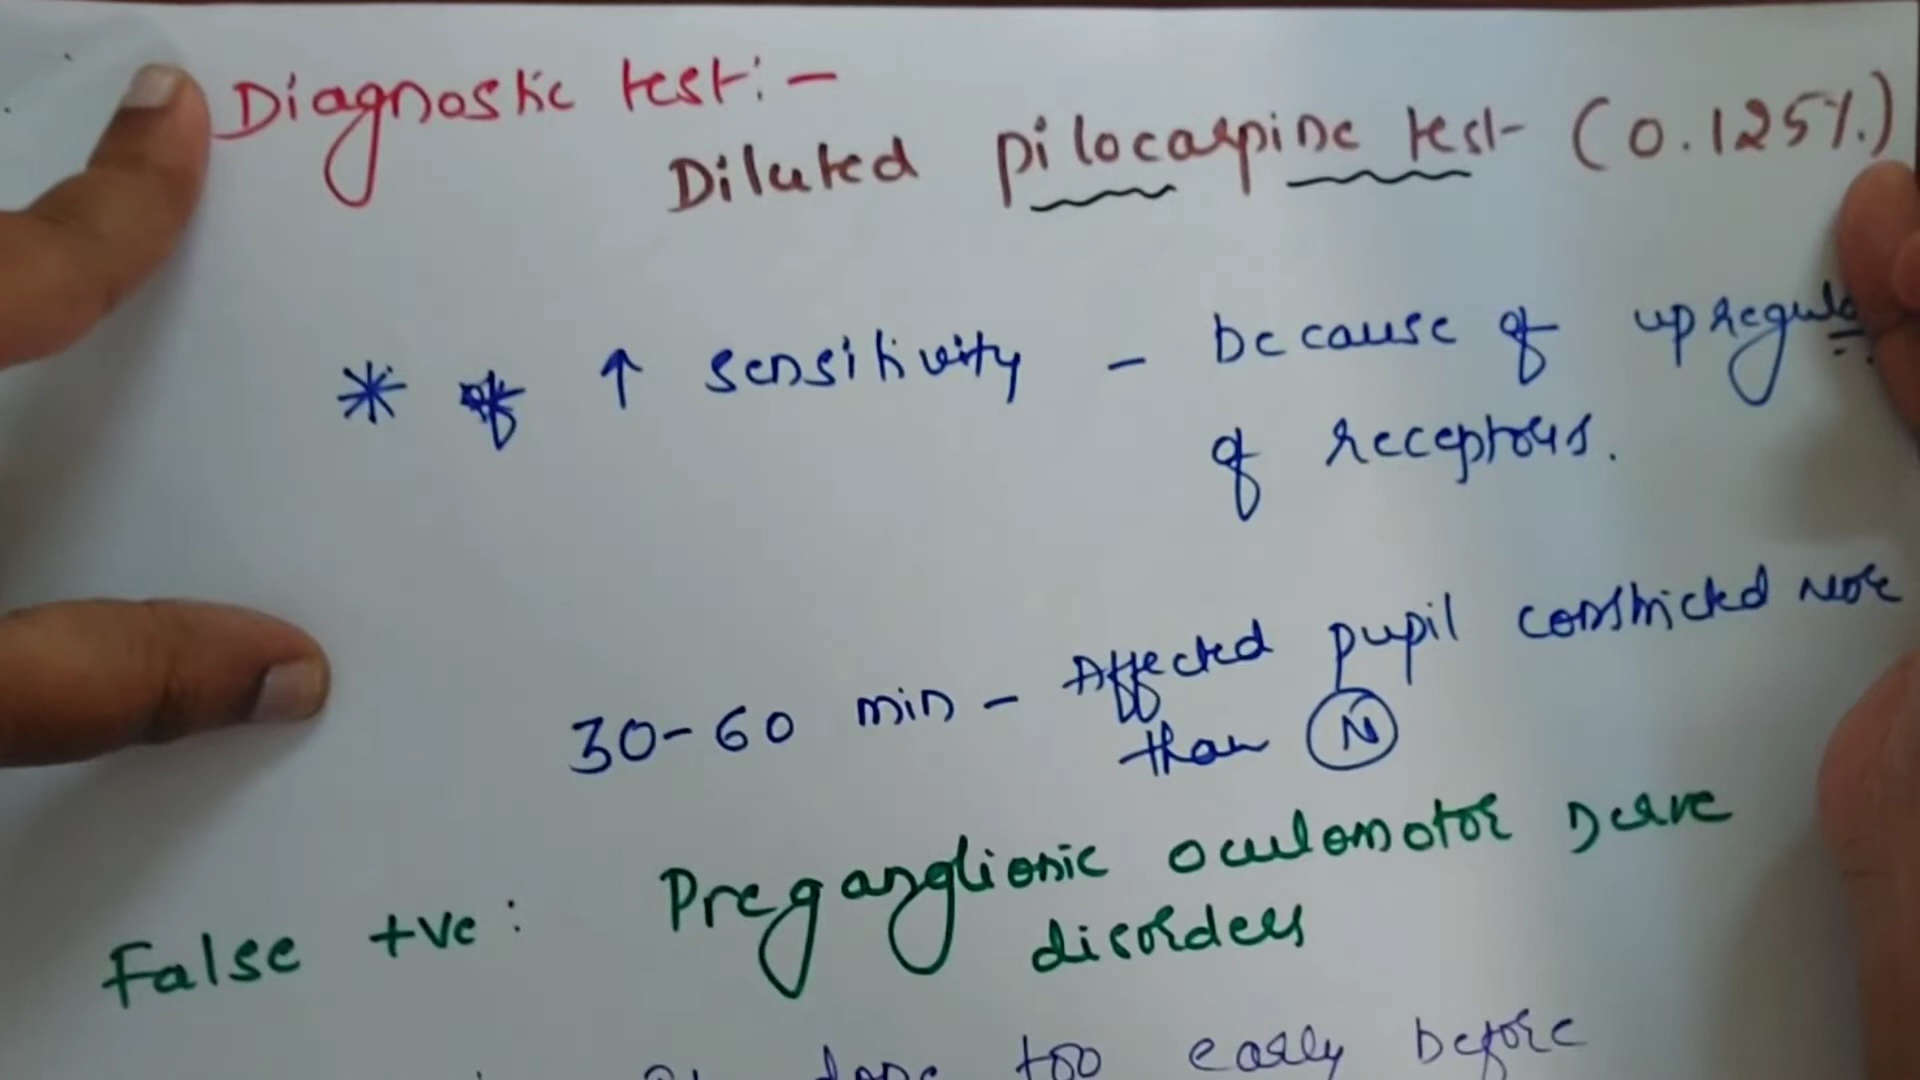 Diagnostic test:-
Diluted pilocarpine test (0.125%)
* ↑ sensitivity - because of upregula
of receptors.
30-60 min - Affected pupil constricted more
than Ⓝ
False +ve: Preganglionic oculomotor nerve
disorders
done too early before